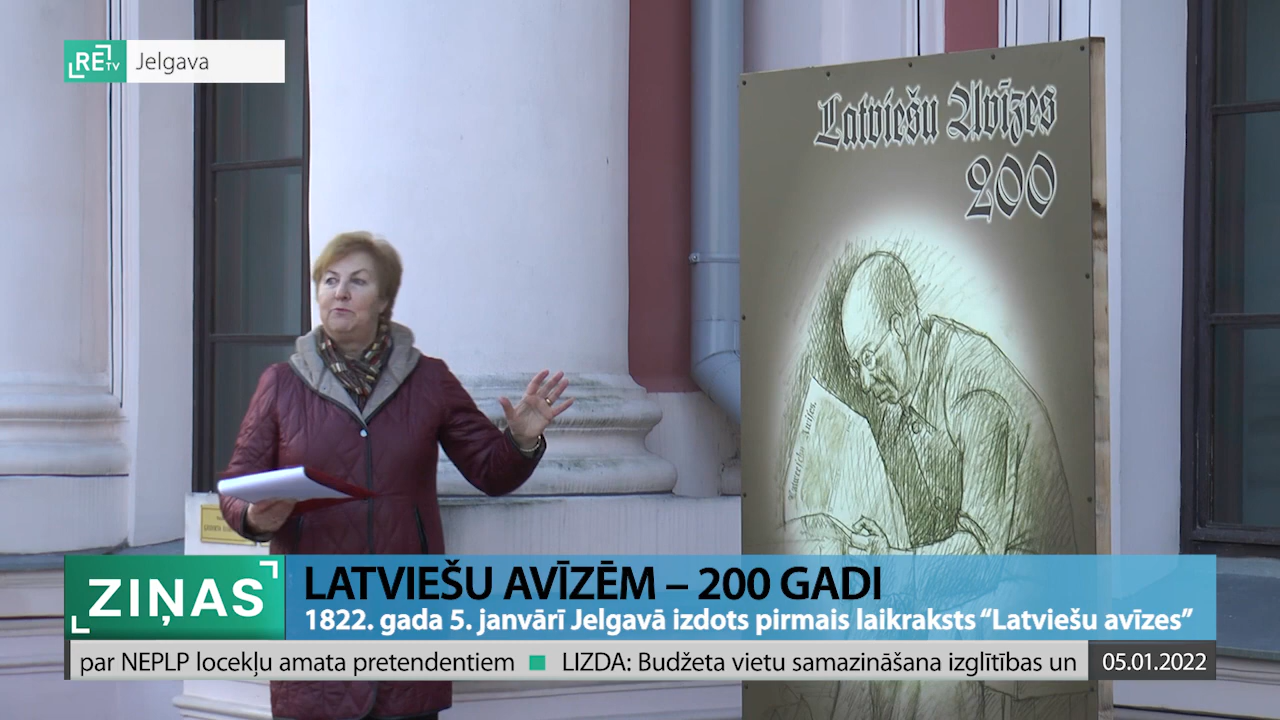 RE TV
Jelgava
Latviešu Avīzes
200
ZIŅAS
LATVIEŠU AVĪZĒM – 200 GADI
1822. gada 5. janvārī Jelgavā izdots pirmais laikraksts “Latviešu avīzes”
par NEPLP locekļu amata pretendentiem ■ LIZDA: Budžeta vietu samazināšana izglītības un
05.01.2022